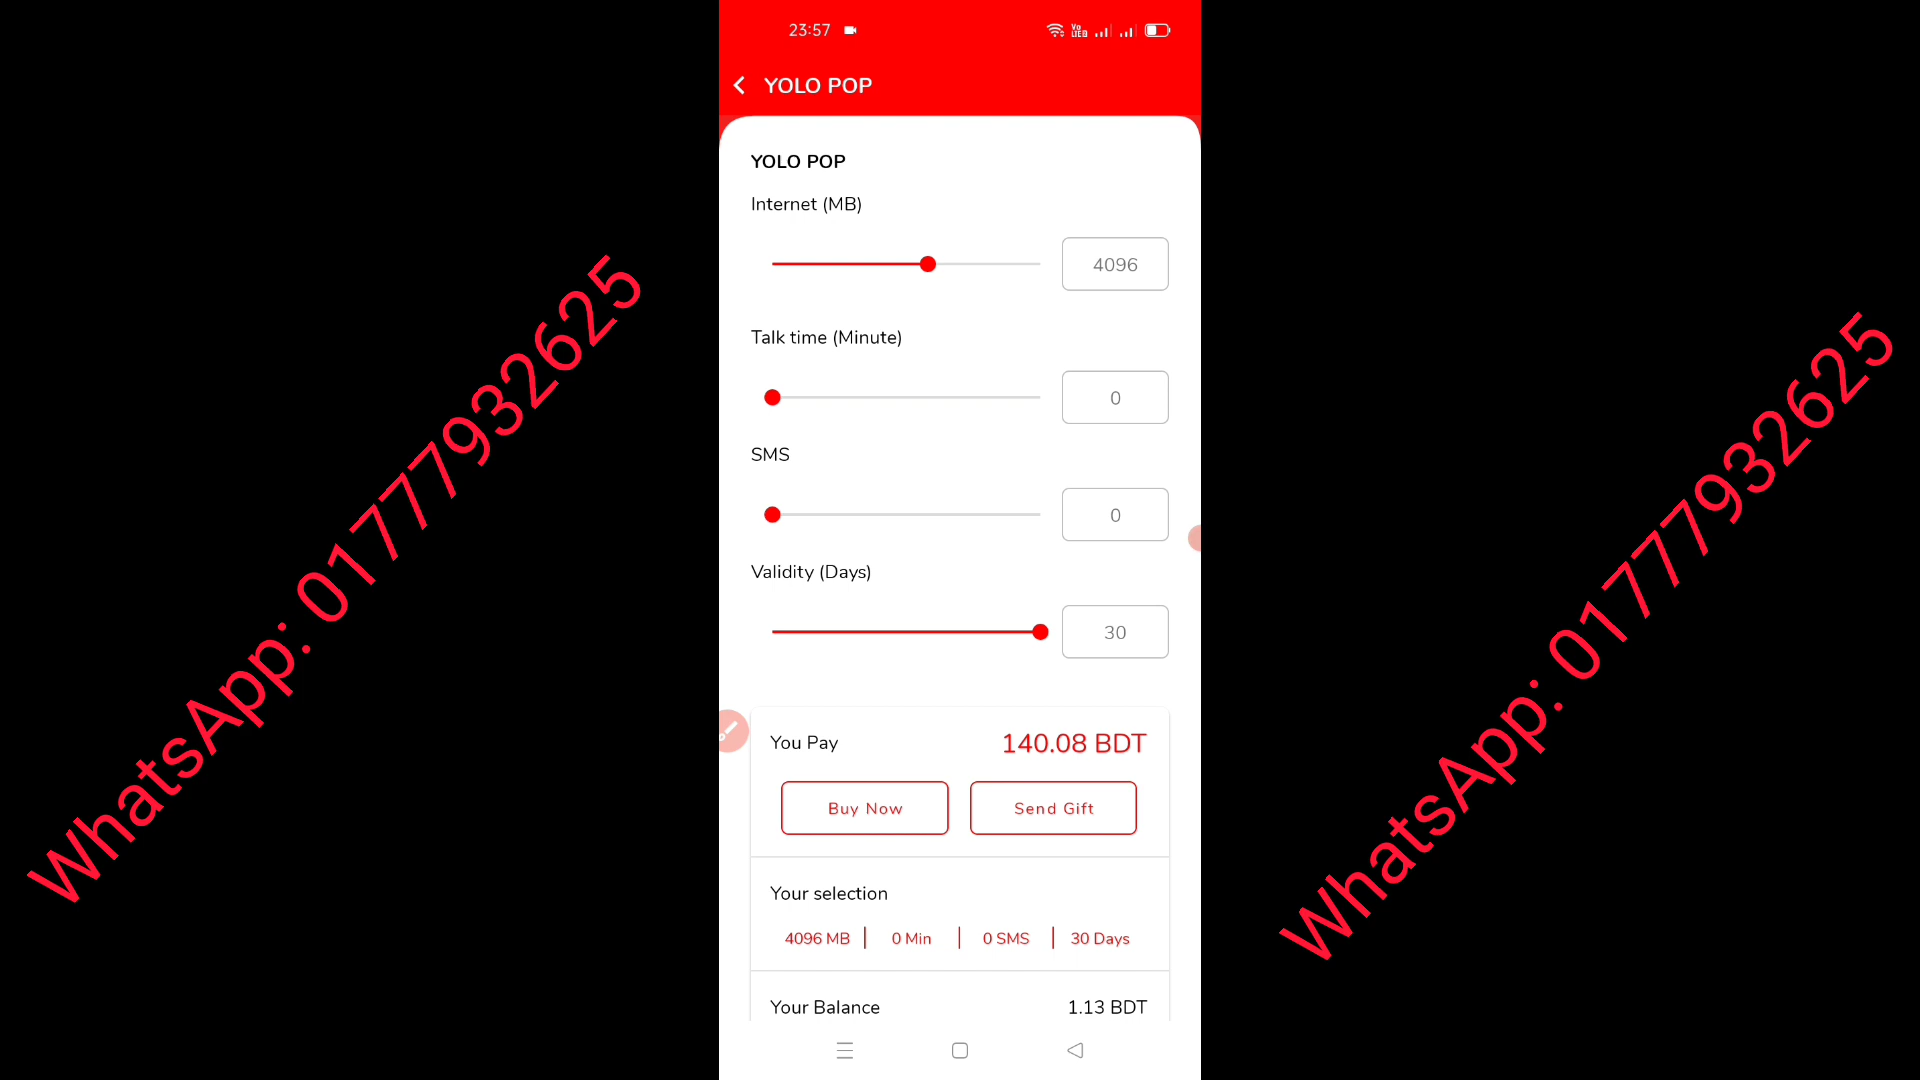 23:57
Vo
LTE2
YOLO POP
YOLO POP
Internet (MB)
4096
Talk time (Minute)
0
SMS
0
Validity (Days)
30
You Pay 140.08 BDT
Buy Now Send Gift
Your selection
4096 MB 0 Min 0 SMS 30 Days
Your Balance 1.13 BDT
WhatsApp: 01777932625
WhatsApp: 01777932625